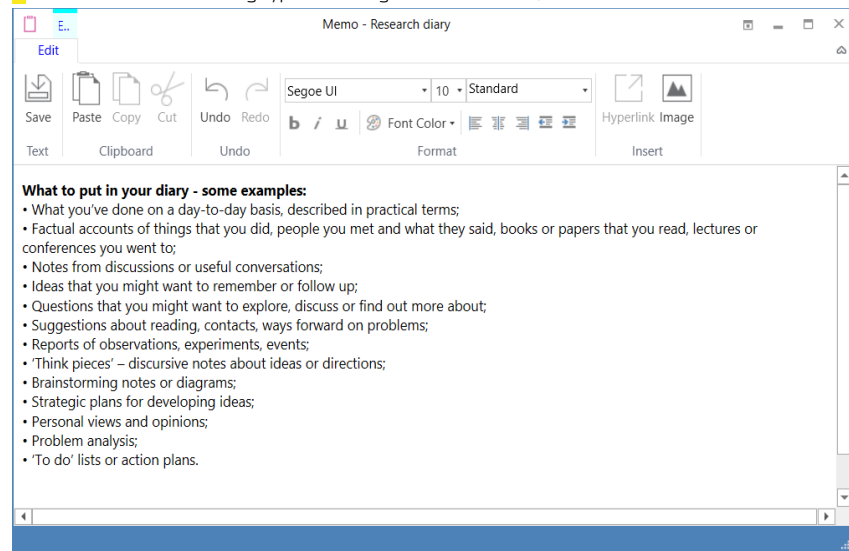 E..
Memo - Research diary
Edit
Save
Paste Copy Cut
Undo Redo
Segoe UI 10 Standard
b i u Font Color
Hyperlink Image
Text Clipboard Undo Format Insert
What to put in your diary - some examples:
• What you've done on a day-to-day basis, described in practical terms;
• Factual accounts of things that you did, people you met and what they said, books or papers that you read, lectures or
conferences you went to;
• Notes from discussions or useful conversations;
• Ideas that you might want to remember or follow up;
• Questions that you might want to explore, discuss or find out more about;
• Suggestions about reading, contacts, ways forward on problems;
• Reports of observations, experiments, events;
• 'Think pieces' – discursive notes about ideas or directions;
• Brainstorming notes or diagrams;
• Strategic plans for developing ideas;
• Personal views and opinions;
• Problem analysis;
• 'To do' lists or action plans.